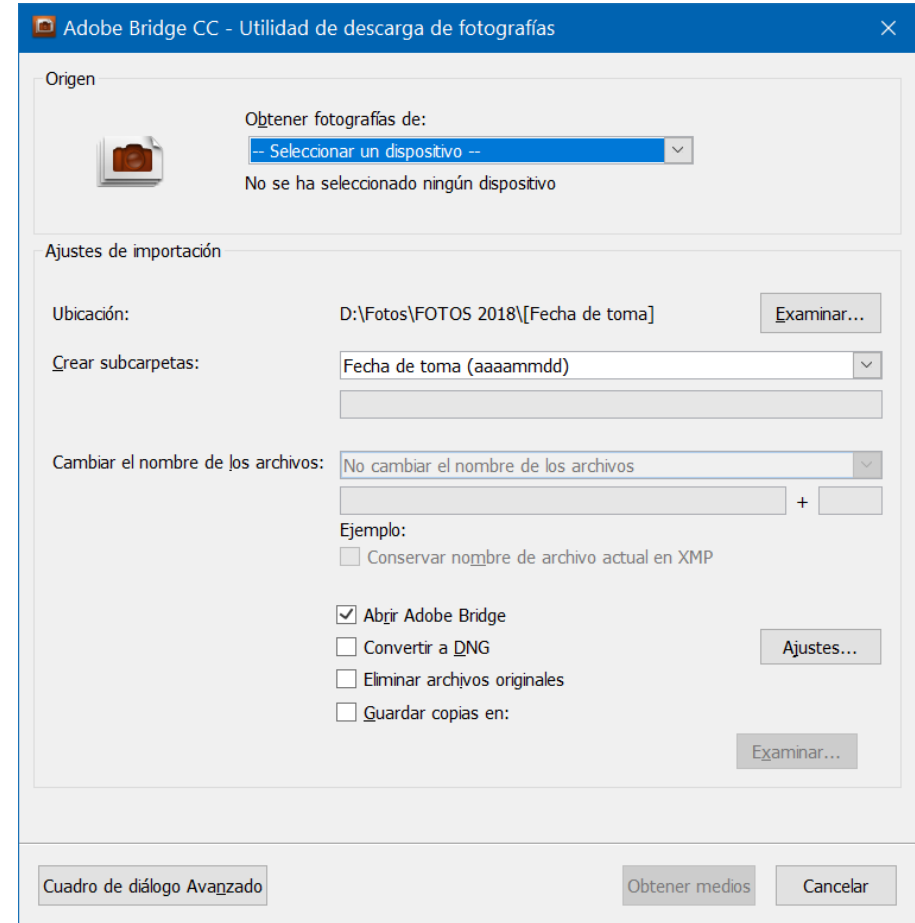 Adobe Bridge CC - Utilidad de descarga de fotografías
Origen
Obtener fotografías de:
-- Seleccionar un dispositivo --
No se ha seleccionado ningún dispositivo
Ajustes de importación
Ubicación:
D:\Fotos\FOTOS 2018\[Fecha de toma]
Examinar...
Crear subcarpetas:
Fecha de toma (aaaammdd)
Cambiar el nombre de los archivos:
No cambiar el nombre de los archivos
+
Ejemplo:
Conservar nombre de archivo actual en XMP
Abrir Adobe Bridge
Convertir a DNG
Ajustes...
Eliminar archivos originales
Guardar copias en:
Examinar...
Cuadro de diálogo Avanzado
Obtener medios
Cancelar